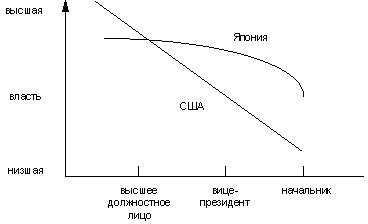 высшая
Япония
власть
США
низшая
высшее
должностное
лицо
вице-
президент
начальник